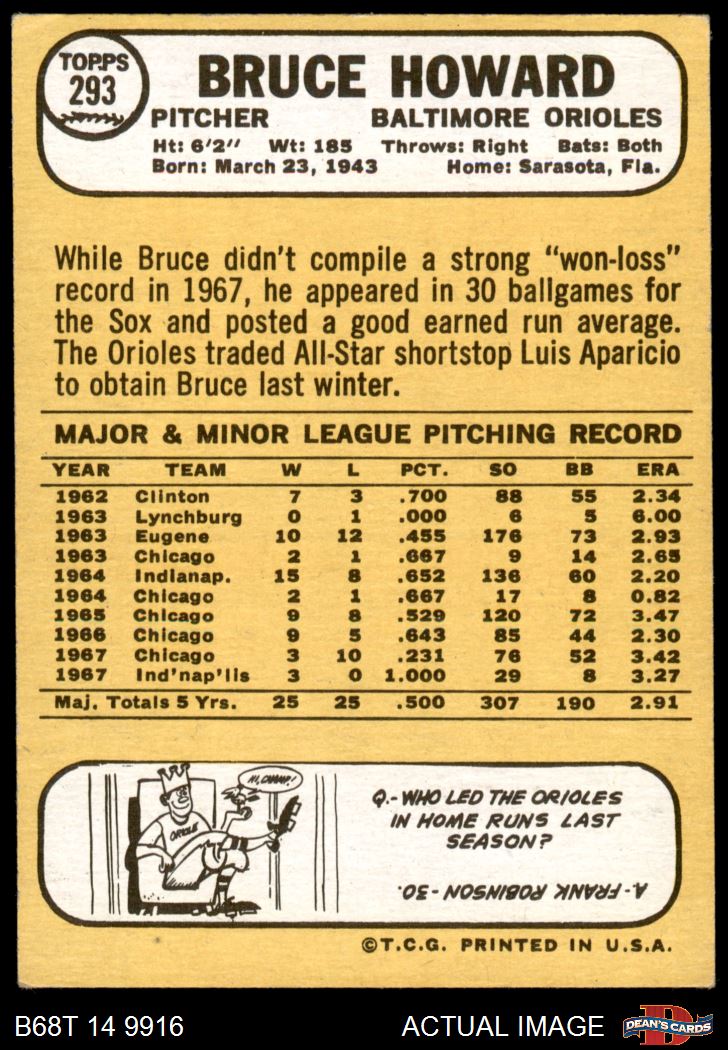 TOPPS
293
BRUCE HOWARD
PITCHER BALTIMORE ORIOLES
Ht: 6'2" Wt: 185 Throws: Right Bats: Both
Born: March 23, 1943 Home: Sarasota, Fla.
While Bruce didn't compile a strong "won-loss"
record in 1967, he appeared in 30 ballgames for
the Sox and posted a good earned run average.
The Orioles traded All-Star shortstop Luis Aparicio
to obtain Bruce last winter.
MAJOR & MINOR LEAGUE PITCHING RECORD
YEAR TEAM W L PCT. SO BB ERA
1962 Clinton 7 3 .700 88 55 2.34
1963 Lynchburg 0 1 .000 6 5 6.00
1963 Eugene 10 12 .455 176 73 2.93
1963 Chicago 2 1 .667 9 14 2.65
1964 Indianap. 15 8 .652 136 60 2.20
1964 Chicago 2 1 .667 17 8 0.82
1965 Chicago 9 8 .529 120 72 3.47
1966 Chicago 9 5 .643 85 44 2.30
1967 Chicago 3 10 .231 76 52 3.42
1967 Ind'nap'lis 3 0 1.000 29 8 3.27
Maj. Totals 5 Yrs. 25 25 .500 307 190 2.91
HI, CHAMP!
ORIOLE
Q.-WHO LED THE ORIOLES
IN HOME RUNS LAST
SEASON?
A.-FRANK ROBINSON-30.
©T.C.G. PRINTED IN U.S.A.
B68T 14 9916 ACTUAL IMAGE
D
DEAN'S CARDS